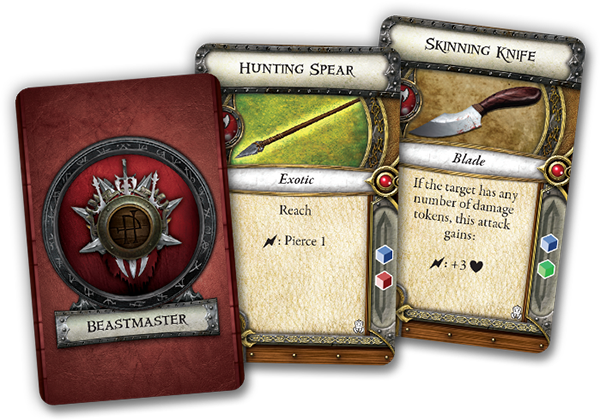 BEASTMASTER
HUNTING SPEAR
Exotic
Reach
: Pierce 1
SKINNING KNIFE
Blade
If the target has any
number of damage
tokens, this attack
gains:
: +3